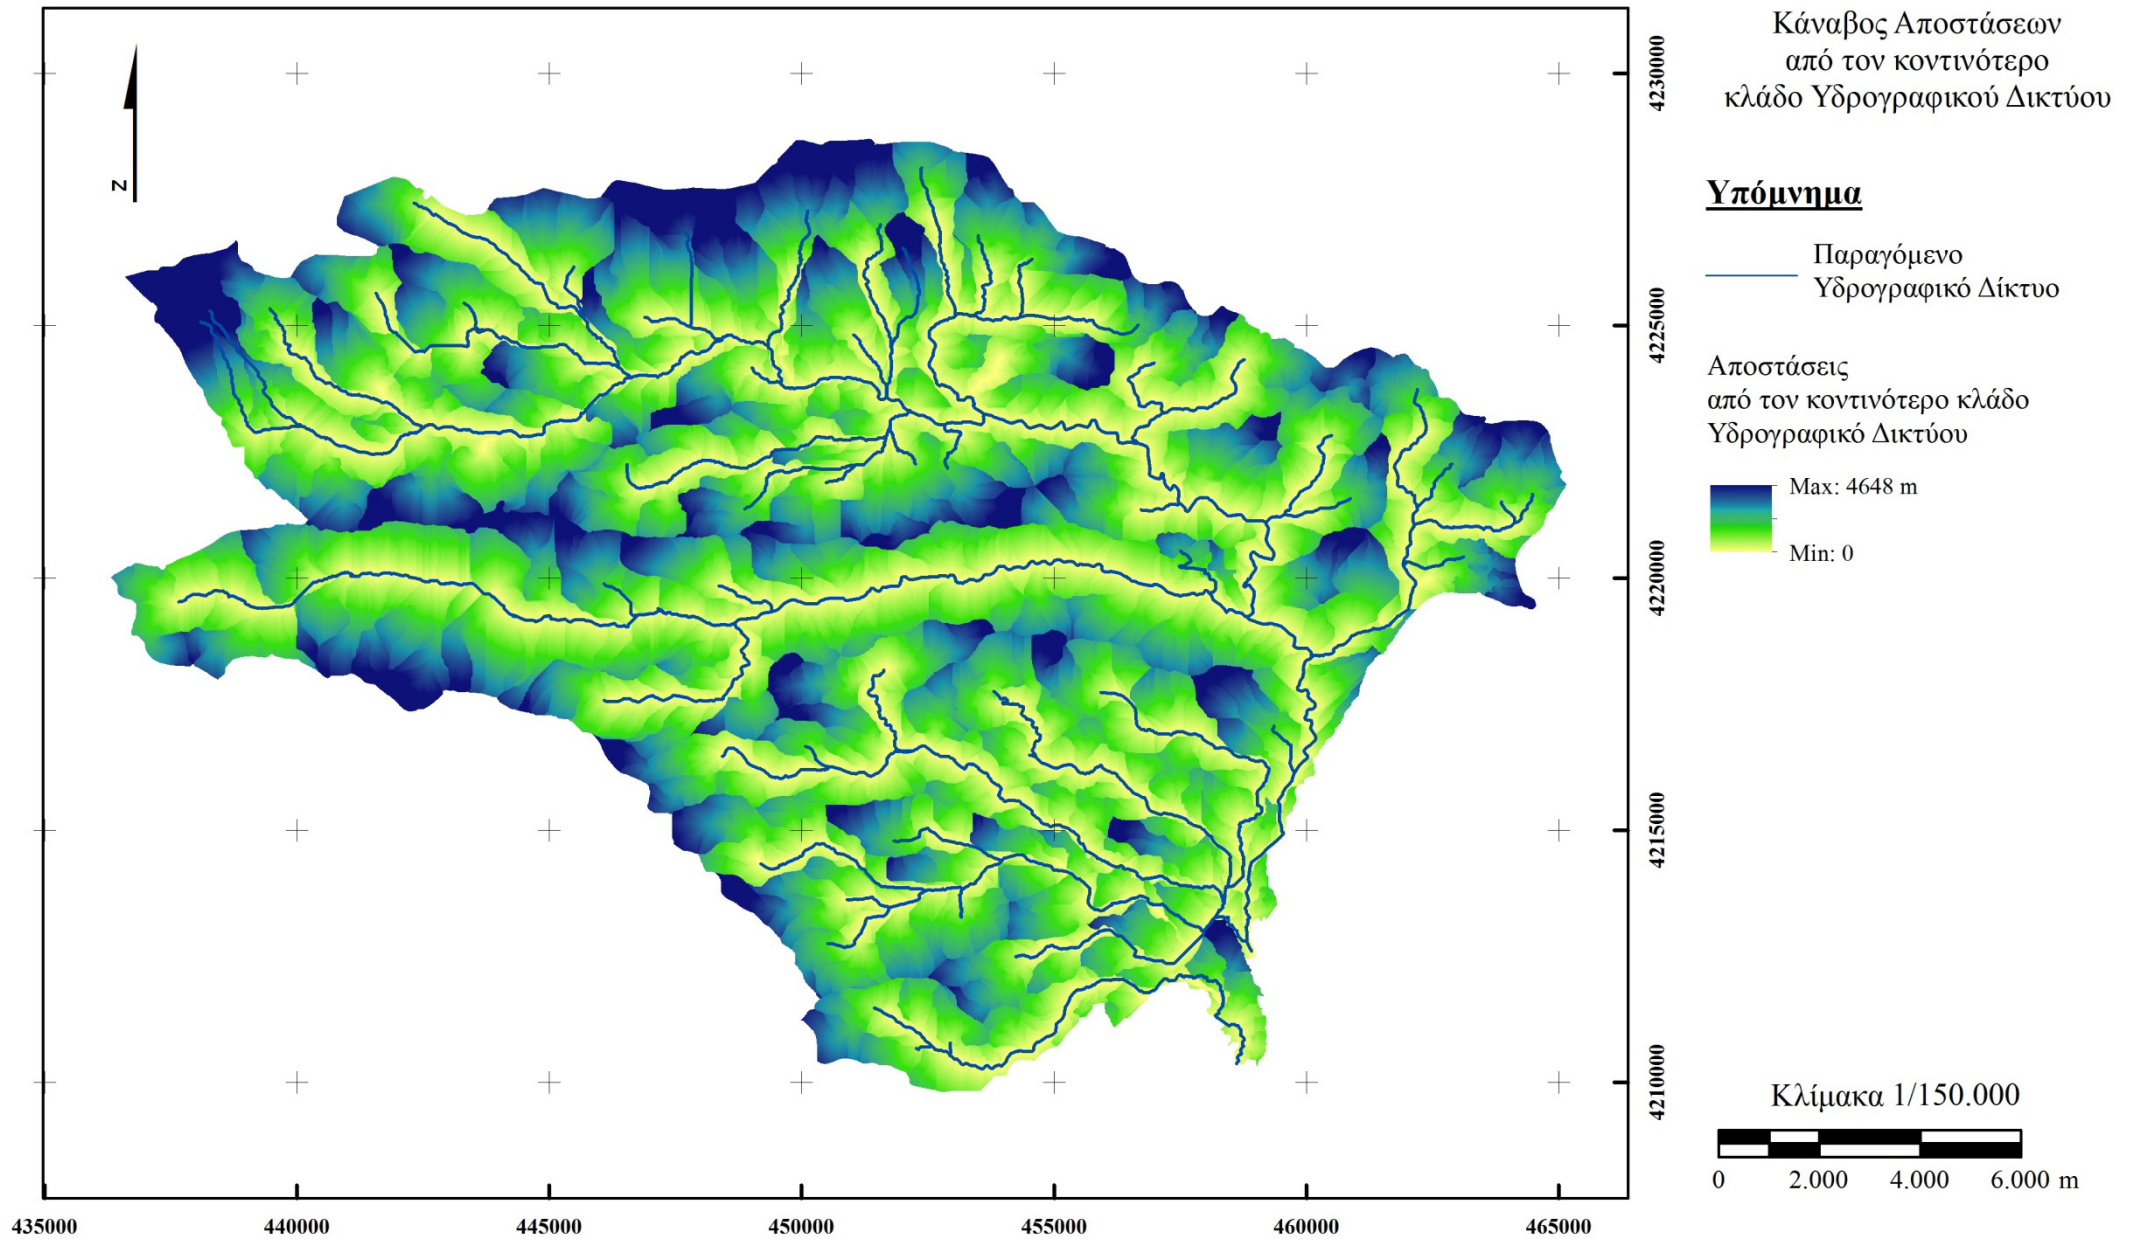 Κάναβος Αποστάσεων
από τον κοντινότερο
κλάδο Υδρογραφικού Δικτύου
Υπόμνημα
Παραγόμενο
Υδρογραφικό Δίκτυο
Αποστάσεις
από τον κοντινότερο κλάδο
Υδρογραφικό Δικτύου
Max: 4648 m
Min: 0
Κλίμακα 1/150.000
0 2.000 4.000 6.000 m
N
4230000
4225000
4220000
4215000
4210000
435000 440000 445000 450000 455000 460000 465000